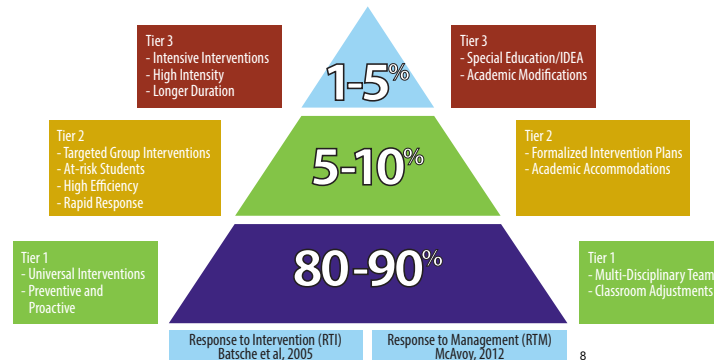 Tier 3
- Intensive Interventions
- High Intensity
- Longer Duration
1-5%
Tier 3
- Special Education/IDEA
- Academic Modifications
Tier 2
- Targeted Group Interventions
- At-risk Students
- High Efficiency
- Rapid Response
5-10%
Tier 2
- Formalized Intervention Plans
- Academic Accommodations
Tier 1
- Universal Interventions
- Preventive and
Proactive
80-90%
Tier 1
- Multi-Disciplinary Team
- Classroom Adjustments
Response to Intervention (RTI)
Batsche et al, 2005
Response to Management (RTM)
McAvoy, 2012
8